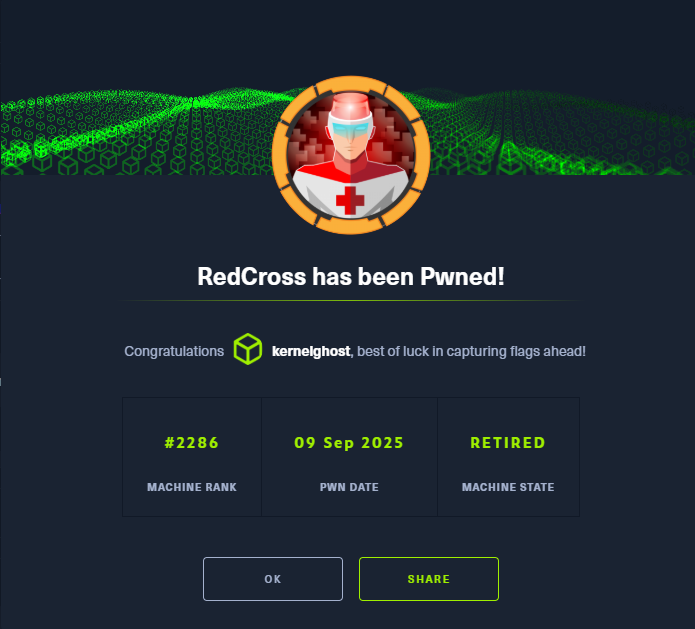 RedCross has been Pwned!
Congratulations kernelghost, best of luck in capturing flags ahead!
#2286 09 Sep 2025 RETIRED
MACHINE RANK PWN DATE MACHINE STATE
OK SHARE